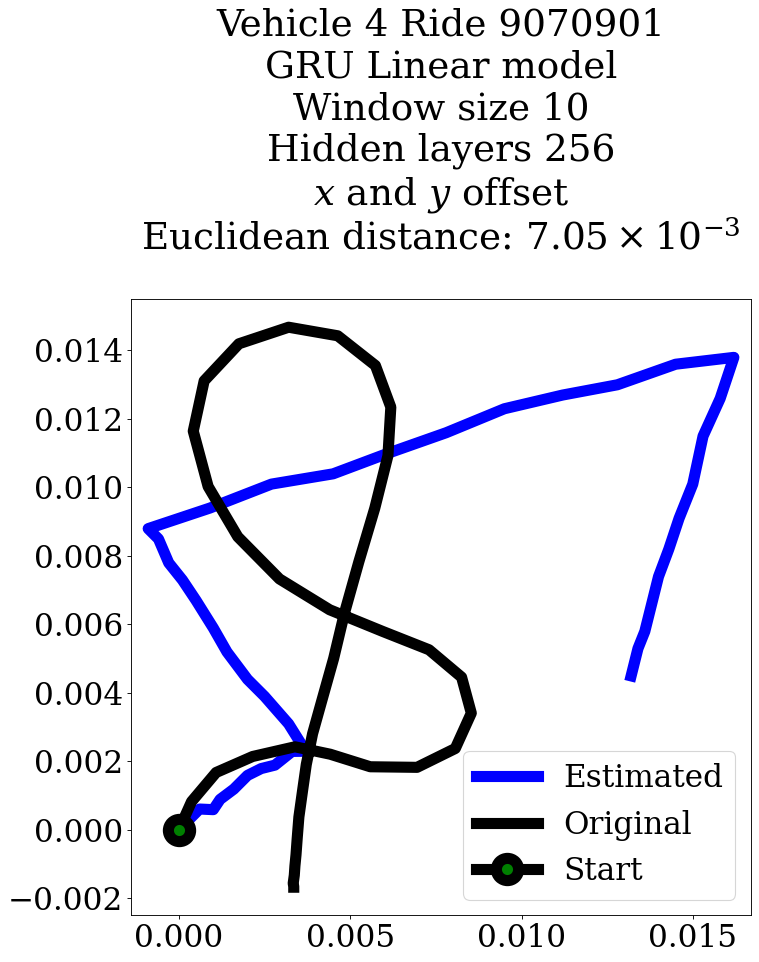 Vehicle 4 Ride 9070901
GRU Linear model
Window size 10
Hidden layers 256
x and y offset
Euclidean distance: 7.05 × 10⁻³
0.014
0.012
0.010
0.008
0.006
0.004
0.002
0.000
−0.002
Estimated
Original
Start
0.000 0.005 0.010 0.015